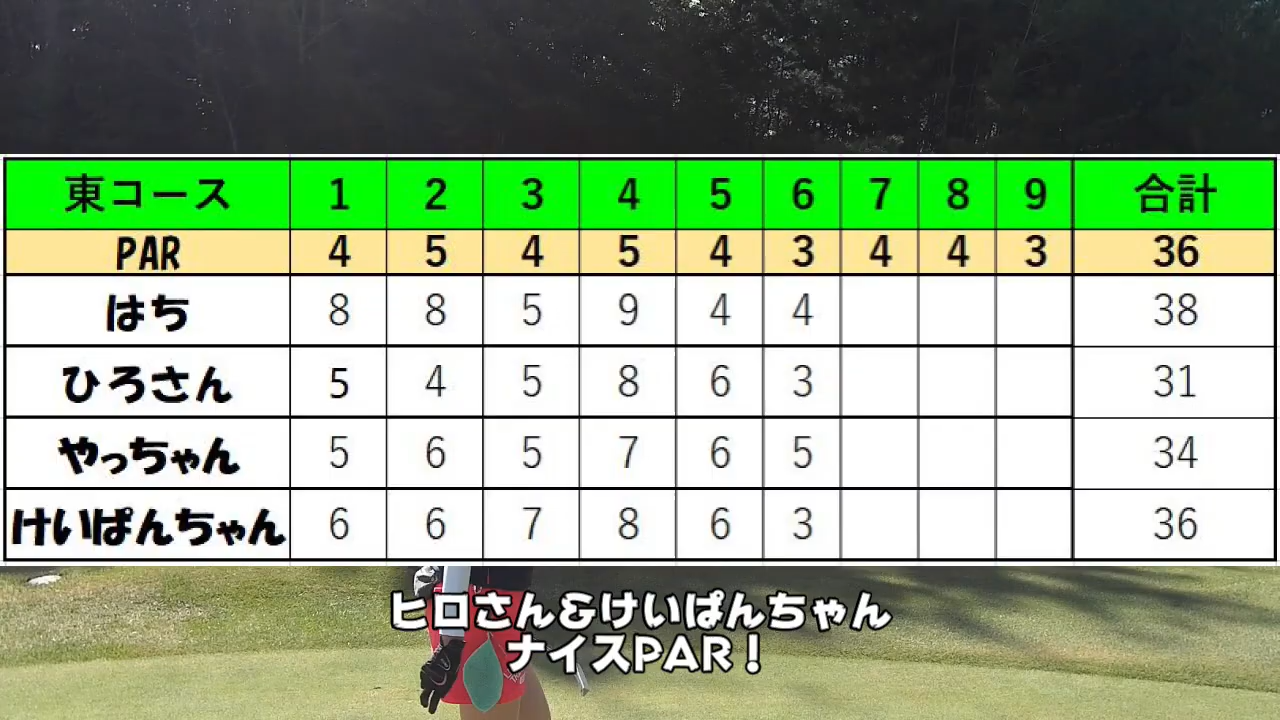 東コース 1 2 3 4 5 6 7 8 9 合計
PAR 4 5 4 5 4 3 4 4 3 36
はち 8 8 5 9 4 4 38
ひろさん 5 4 5 8 6 3 31
やっちゃん 5 6 5 7 6 5 34
けいぱんちゃん 6 6 7 8 6 3 36
ヒロさん&けいぱんちゃん
ナイスPAR！